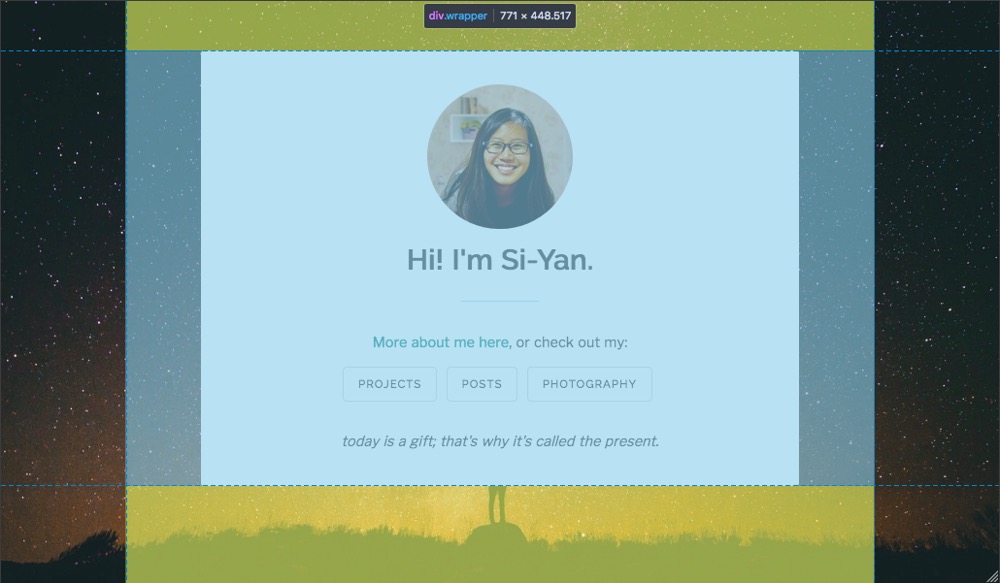 div.wrapper 771 × 448.517
Hi! I'm Si-Yan.
More about me here, or check out my:
PROJECTS POSTS PHOTOGRAPHY
today is a gift; that's why it's called the present.